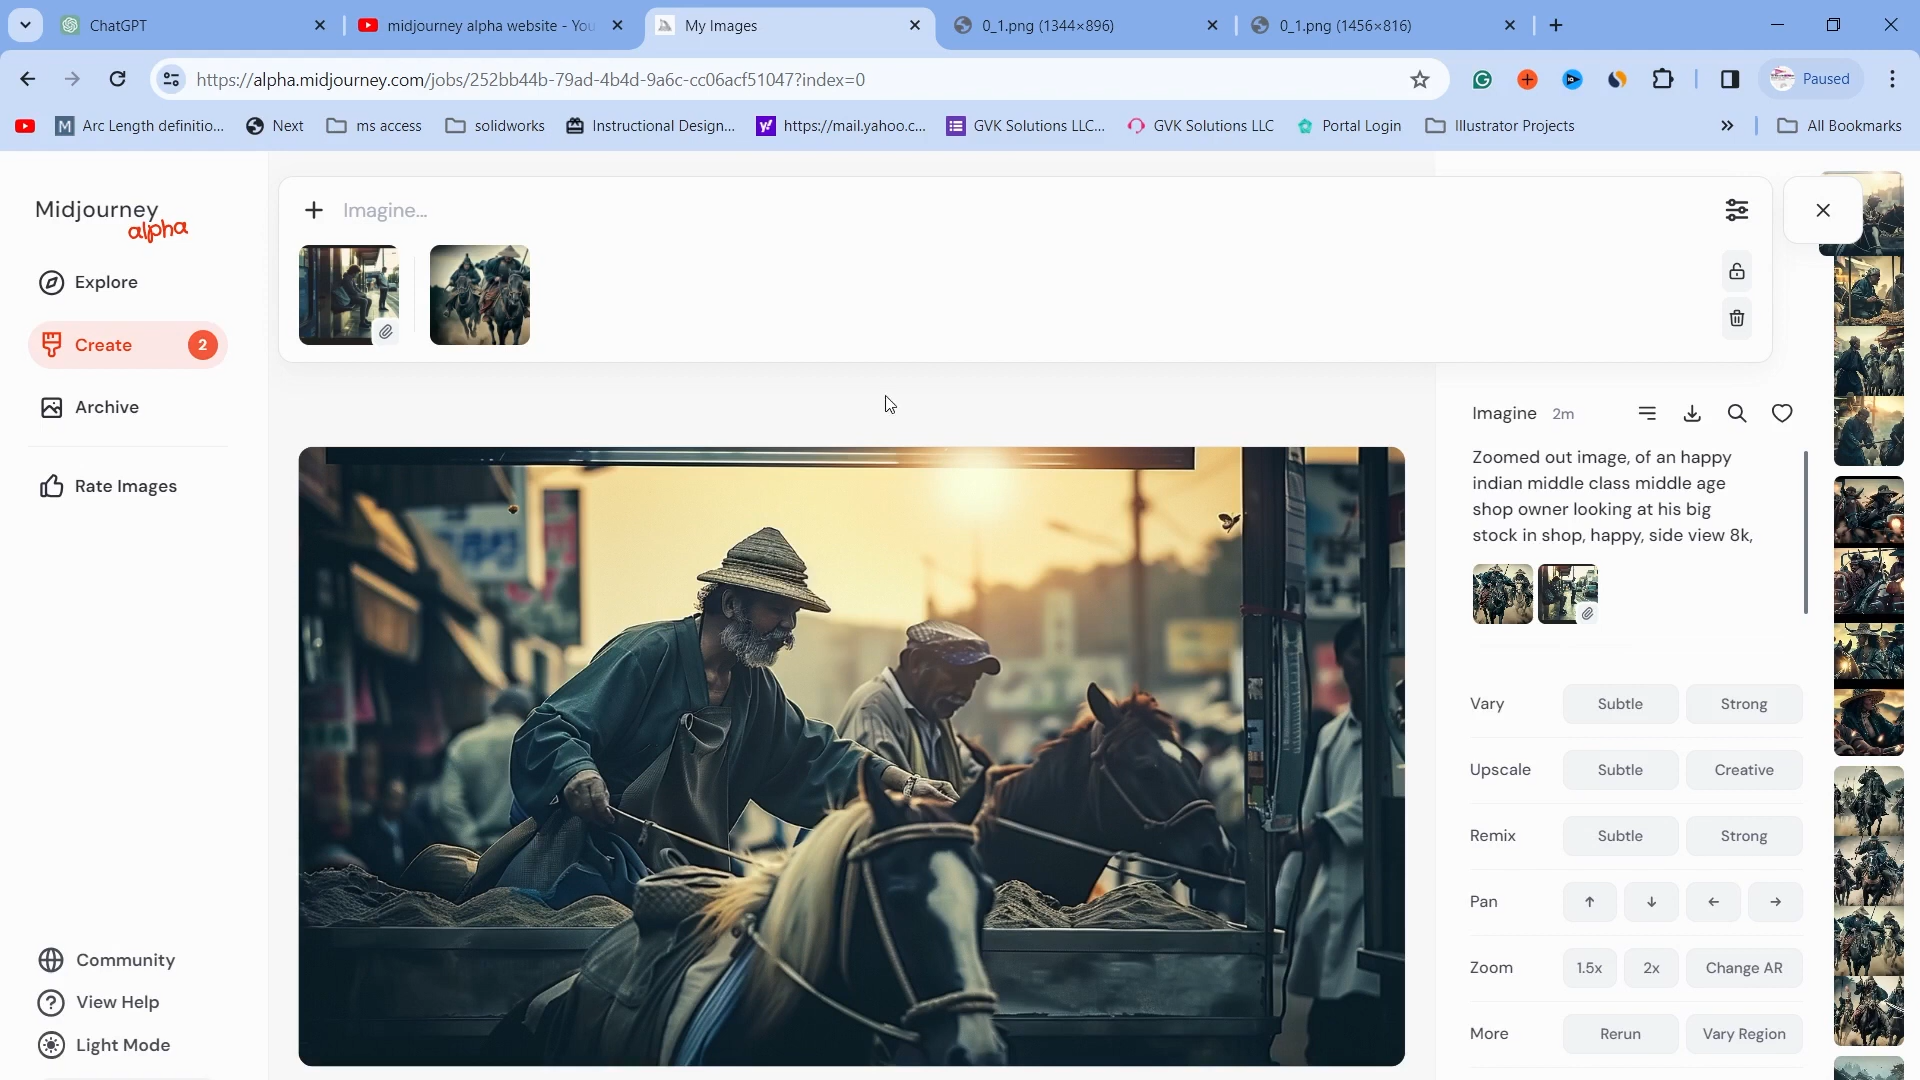 ChatGPT
midjourney alpha website - You
My Images
0_1.png (1344×896)
0_1.png (1456×816)
https://alpha.midjourney.com/jobs/252bb44b-79ad-4b4d-9a6c-cc06acf51047?index=0
Paused
Arc Length definitio...
Next
ms access
solidworks
Instructional Design...
https://mail.yahoo.c...
GVK Solutions LLC...
GVK Solutions LLC
Portal Login
Illustrator Projects
All Bookmarks
Midjourney
alpha
Imagine...
Explore
Create
2
Archive
Rate Images
Imagine 2m
Zoomed out image, of an happy
indian middle class middle age
shop owner looking at his big
stock in shop, happy, side view 8k,
Vary Subtle Strong
Upscale Subtle Creative
Remix Subtle Strong
Pan
Zoom 1.5x 2x Change AR
More Rerun Vary Region
Community
View Help
Light Mode